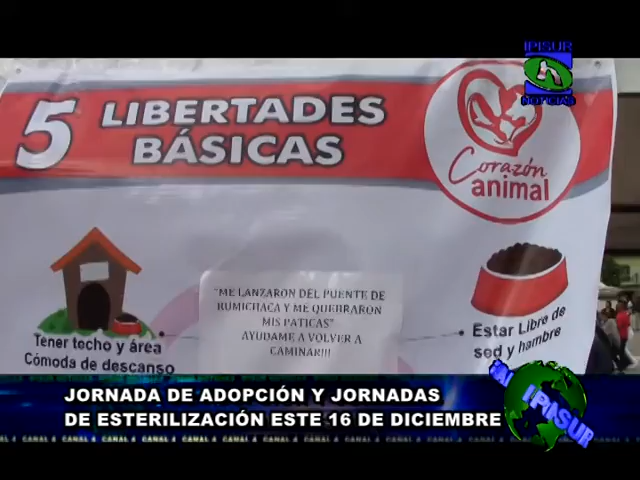 IPISUR
NOTICIAS
5 LIBERTADES
BÁSICAS
Corazón
animal
"ME LANZARON DEL PUENTE DE
RUMICHACA Y ME QUEBRARON
MIS PATICAS"
AYUDAME A VOLVER A
CAMINAR!!!
Tener techo y área
Cómoda de descanso
Estar Libre de
sed y hambre
JORNADA DE ADOPCIÓN Y JORNADAS
DE ESTERILIZACIÓN ESTE 16 DE DICIEMBRE
IPISUR
CANAL 4